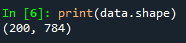 In [6]: print(data.shape)
(200, 784)